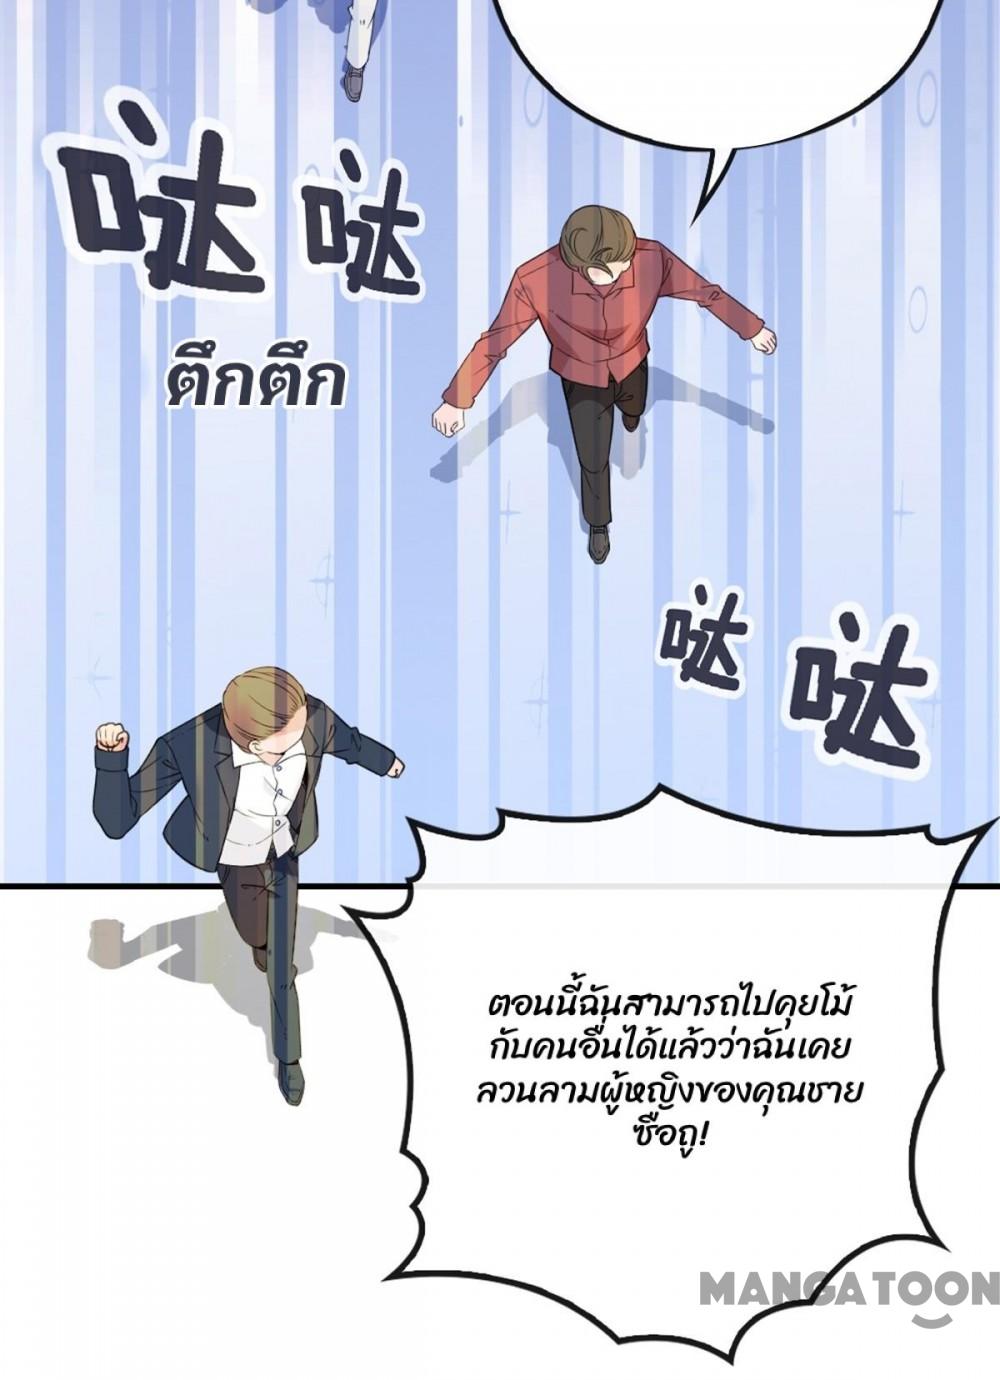 哒 哒
ตึกตึก
哒 哒
ตอนนี้ฉันสามารถไปคุยโม้
กับคนอื่นได้แล้วว่าฉันเคย
ลวนลามผู้หญิงของคุณชาย
ซือถู!
MANGATOON